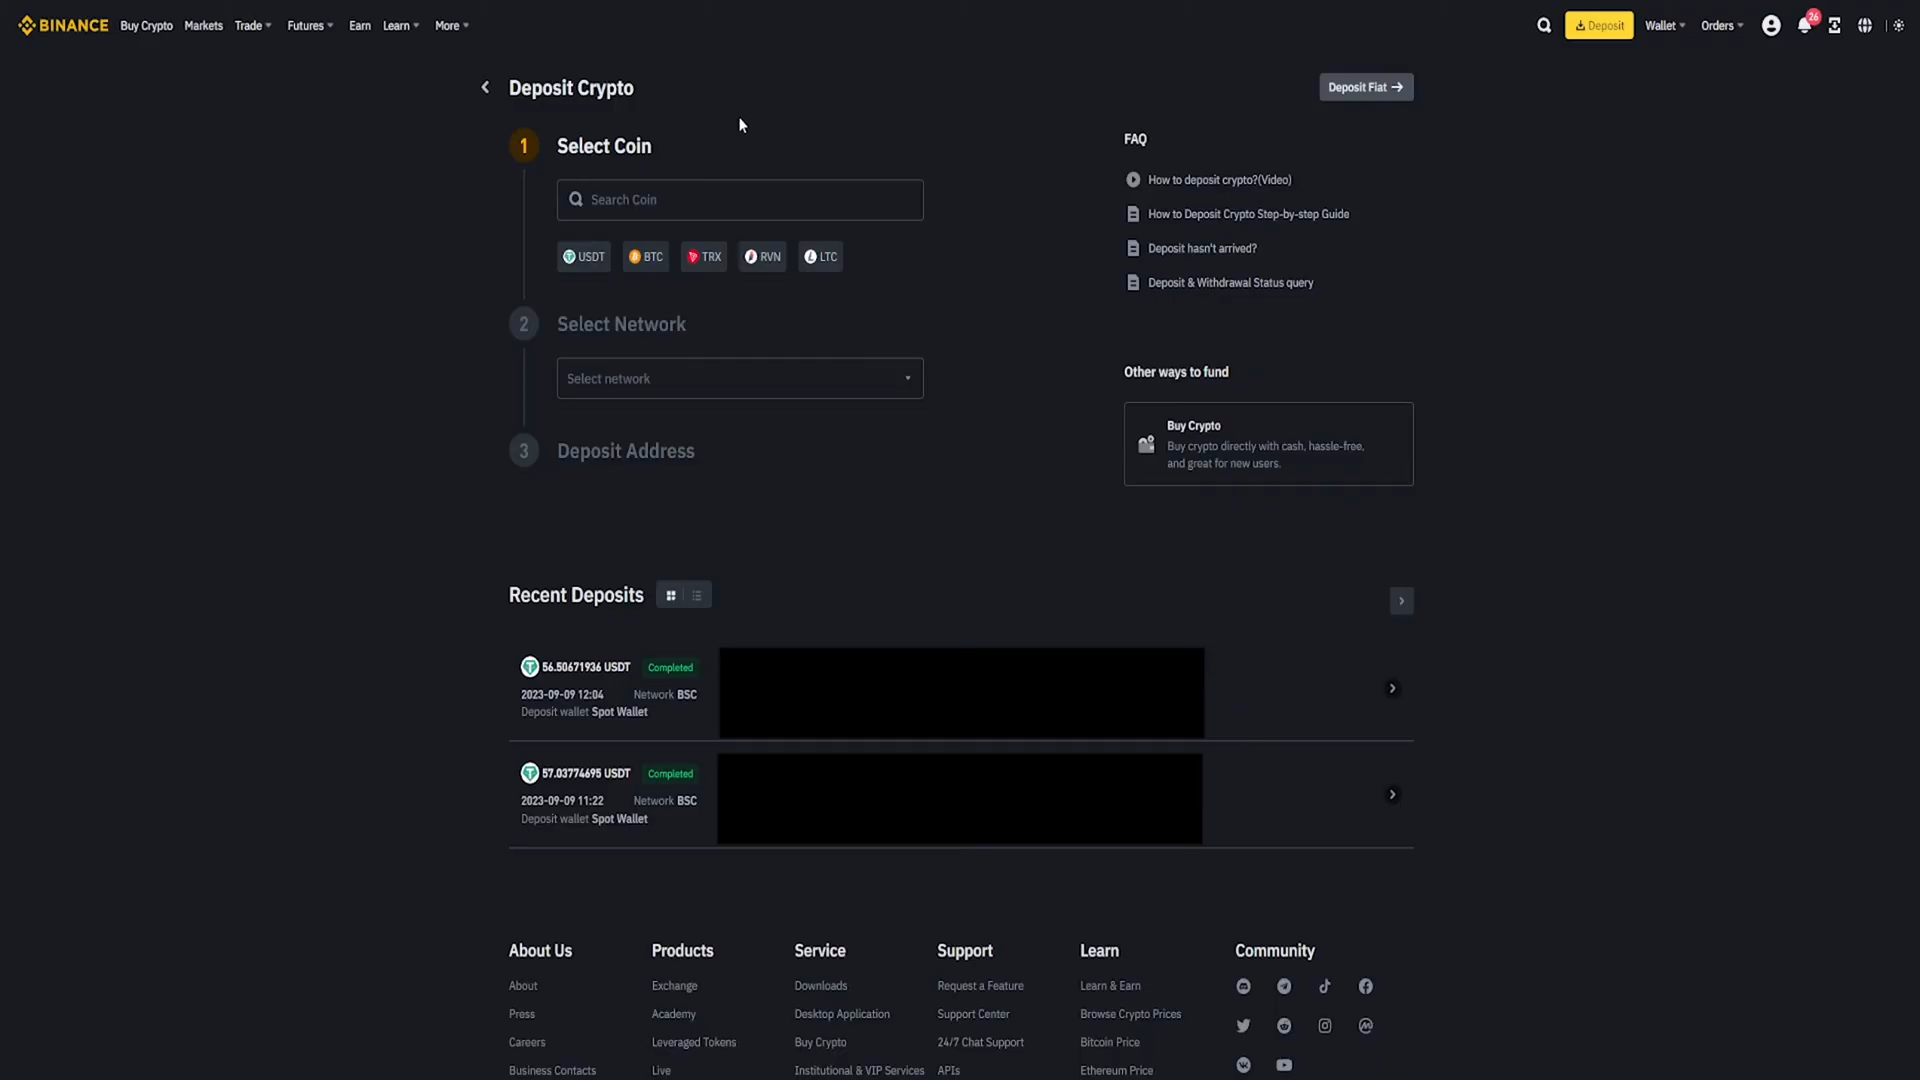 BINANCE Buy Crypto Markets Trade Futures Earn Learn More Deposit Wallet Orders 26
Deposit Crypto
Deposit Fiat
1 Select Coin
Search Coin
USDT BTC TRX RVN LTC
2 Select Network
Select network
3 Deposit Address
FAQ
How to deposit crypto?(Video)
How to Deposit Crypto Step-by-step Guide
Deposit hasn't arrived?
Deposit & Withdrawal Status query
Other ways to fund
Buy Crypto
Buy crypto directly with cash, hassle-free,
and great for new users.
Recent Deposits
56.50671936 USDT Completed
2023-09-09 12:04 Network BSC
Deposit wallet Spot Wallet
57.03774695 USDT Completed
2023-09-09 11:22 Network BSC
Deposit wallet Spot Wallet
About Us Products Service Support Learn Community
About Exchange Downloads Request a Feature Learn & Earn
Press Academy Desktop Application Support Center Browse Crypto Prices
Careers Leveraged Tokens Buy Crypto 24/7 Chat Support Bitcoin Price
Business Contacts Live Institutional & VIP Services APIs Ethereum Price